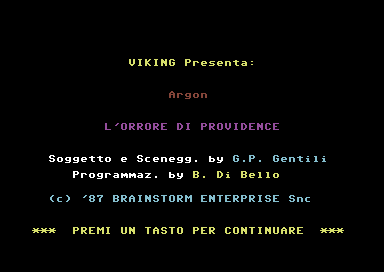 VIKING Presenta:
Argon
L'ORRORE DI PROVIDENCE
Soggetto e Scenegg. by G.P. Gentili
Programmaz. by B. Di Bello
(c) '87 BRAINSTORM ENTERPRISE Snc
*** PREMI UN TASTO PER CONTINUARE ***